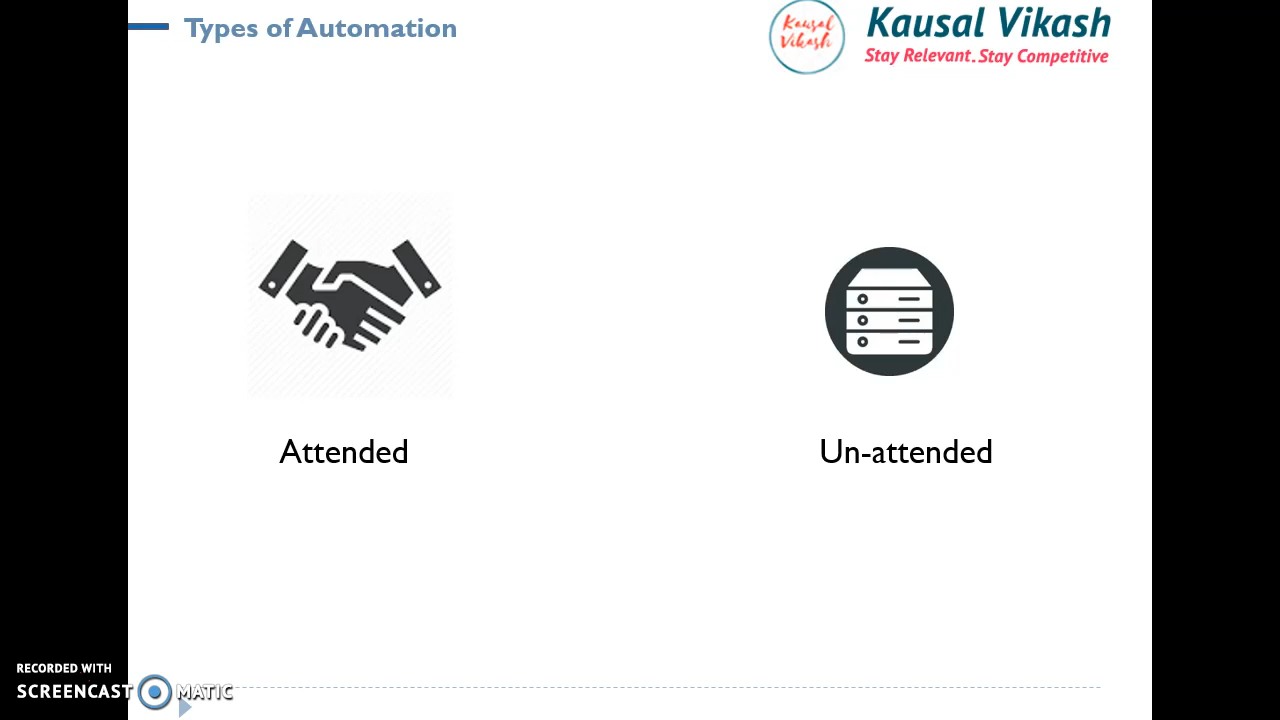 Types of Automation
Kausal
Vikash
Kausal Vikash
Stay Relevant. Stay Competitive
Attended
Un-attended
RECORDED WITH
SCREENCAST MATIC